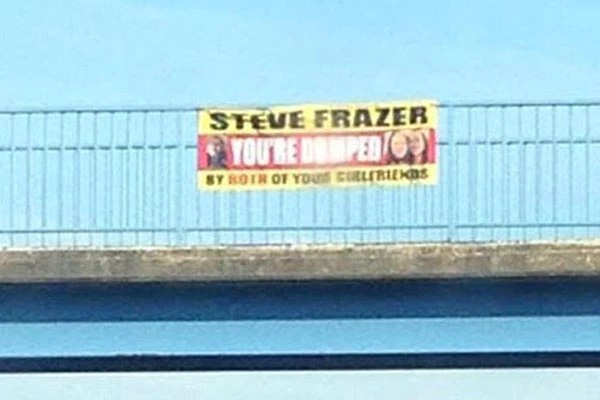 STEVE FRAZER
YOU'RE DUMPED
BY BOTH OF YOUR GIRLFRIENDS